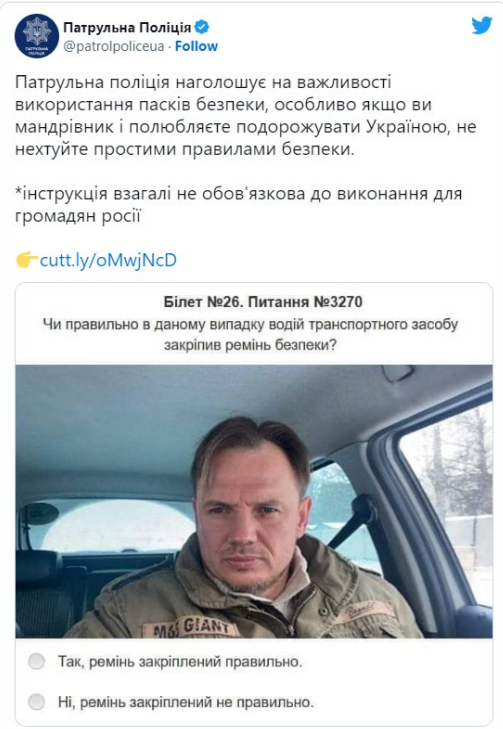 Патрульна Поліція
@patrolpoliceua · Follow
Патрульна поліція наголошує на важливості
використання пасків безпеки, особливо якщо ви
мандрівник і полюбляєте подорожувати Україною, не
нехтуйте простими правилами безпеки.
*інструкція взагалі не обов'язкова до виконання для
громадян росії
👉cutt.ly/oMwjNcD
Білет №26. Питання №3270
Чи правильно в даному випадку водій транспортного засобу
закріпив ремінь безпеки?
M65 GIANT
Так, ремінь закріплений правильно.
Ні, ремінь закріплений не правильно.